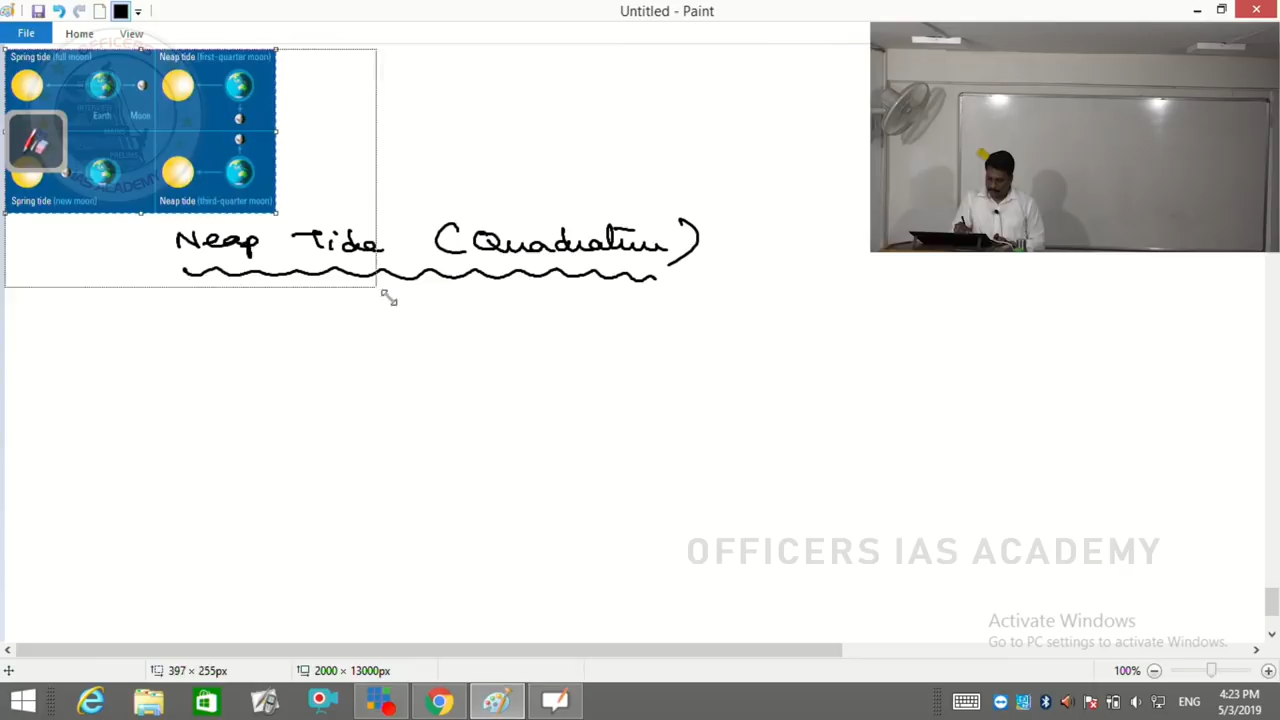 Untitled - Paint
File Home View
Spring tide (full moon) Neap tide (first-quarter moon)
Earth Moon
Spring tide (new moon) Neap tide (third-quarter moon)
IAS ACADEMY
Neap Tide (Quadrature)
OFFICERS IAS ACADEMY
Activate Windows
Go to PC settings to activate Windows.
397 × 255px 2000 × 13000px 100%
ENG 4:23 PM
5/3/2019